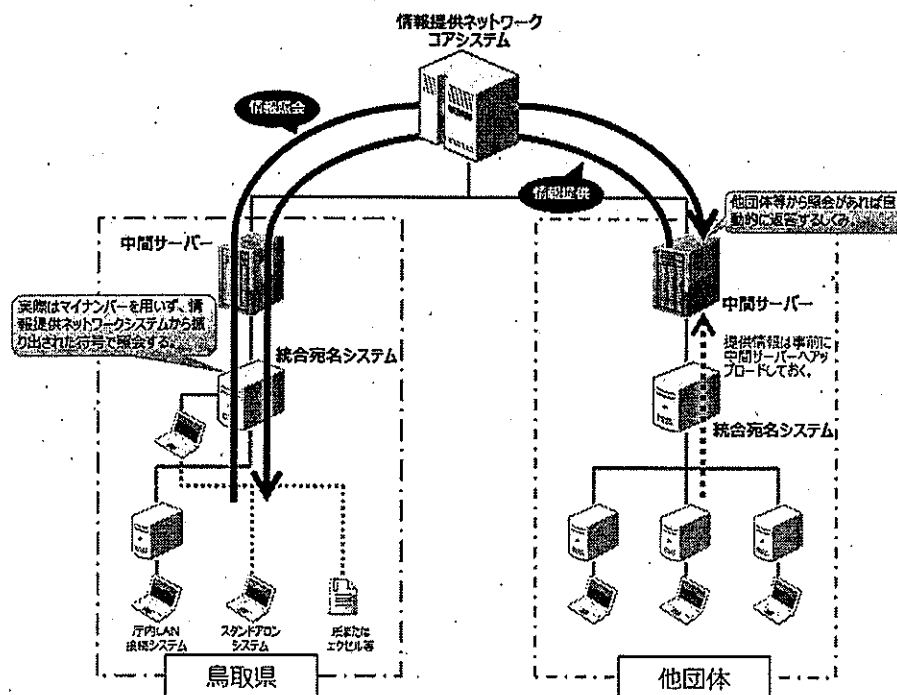 情報提供ネットワーク
コアシステム
情報照会
情報提供
他団体等から照会があれば自
動的に返答するしくみ
中間サーバー
中間サーバー
実際はマイナンバーを用いず、情
報提供ネットワークシステムから振
り出された符号で照会する。
提供情報は事前に
中間サーバーへアッ
プロードしておく。
統合宛名システム
統合宛名システム
庁内LAN
接続システム
スタンドアロン
システム
紙または
エクセル等
鳥取県
他団体